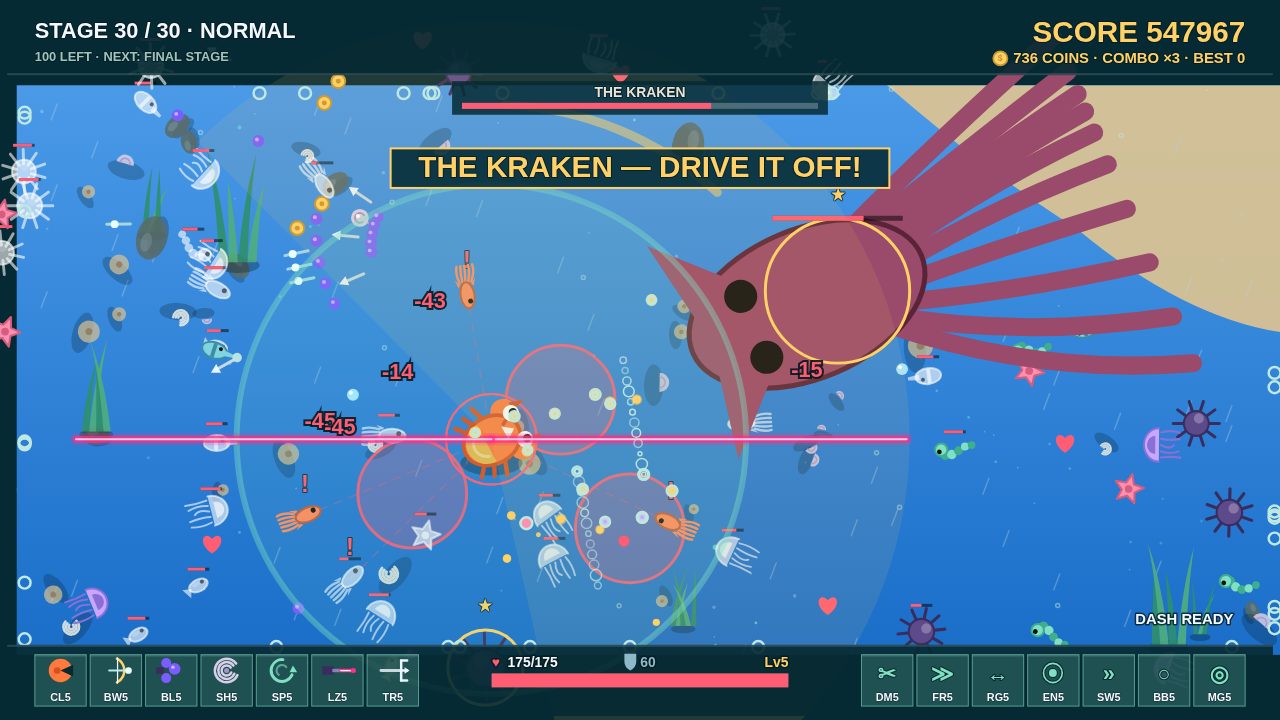 STAGE 30 / 30 · NORMAL
100 LEFT · NEXT: FINAL STAGE
SCORE 547967
736 COINS · COMBO ×3 · BEST 0
THE KRAKEN
THE KRAKEN — DRIVE IT OFF!
!
-43
-14
-15
-45
-45
!
!
!
DASH READY
CL5
BW5
BL5
SH5
SP5
LZ5
TR5
175/175
60
Lv5
DM5
FR5
RG5
EN5
SW5
BB5
MG5